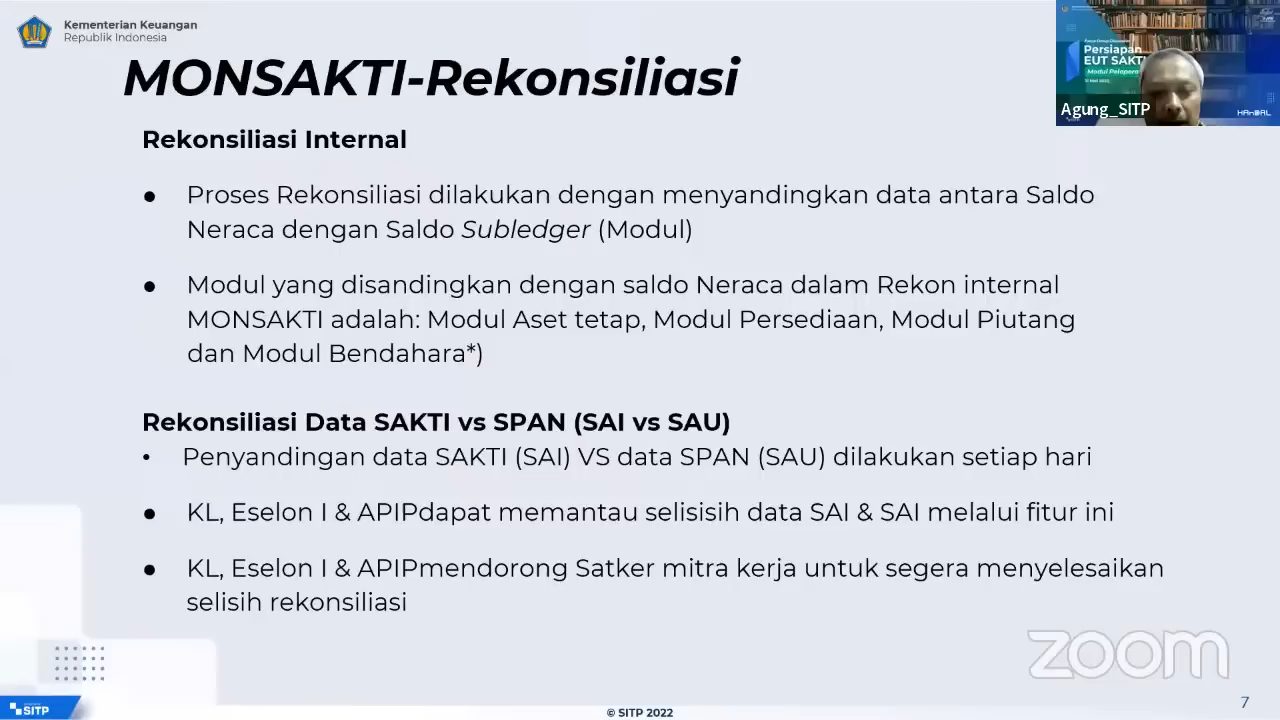 Kementerian Keuangan
Republik Indonesia
MONSAKTI-Rekonsiliasi
Persiapan
EUT SAKTI
Agung_SITP
HAnDAL
Rekonsiliasi Internal
● Proses Rekonsiliasi dilakukan dengan menyandingkan data antara Saldo
Neraca dengan Saldo Subledger (Modul)
● Modul yang disandingkan dengan saldo Neraca dalam Rekon internal
MONSAKTI adalah: Modul Aset tetap, Modul Persediaan, Modul Piutang
dan Modul Bendahara*)
Rekonsiliasi Data SAKTI vs SPAN (SAI vs SAU)
• Penyandingan data SAKTI (SAI) VS data SPAN (SAU) dilakukan setiap hari
● KL, Eselon I & APIPdapat memantau selisisih data SAI & SAI melalui fitur ini
● KL, Eselon I & APIPmendorong Satker mitra kerja untuk segera menyelesaikan
selisih rekonsiliasi
zoom
SITP
© SITP 2022
7